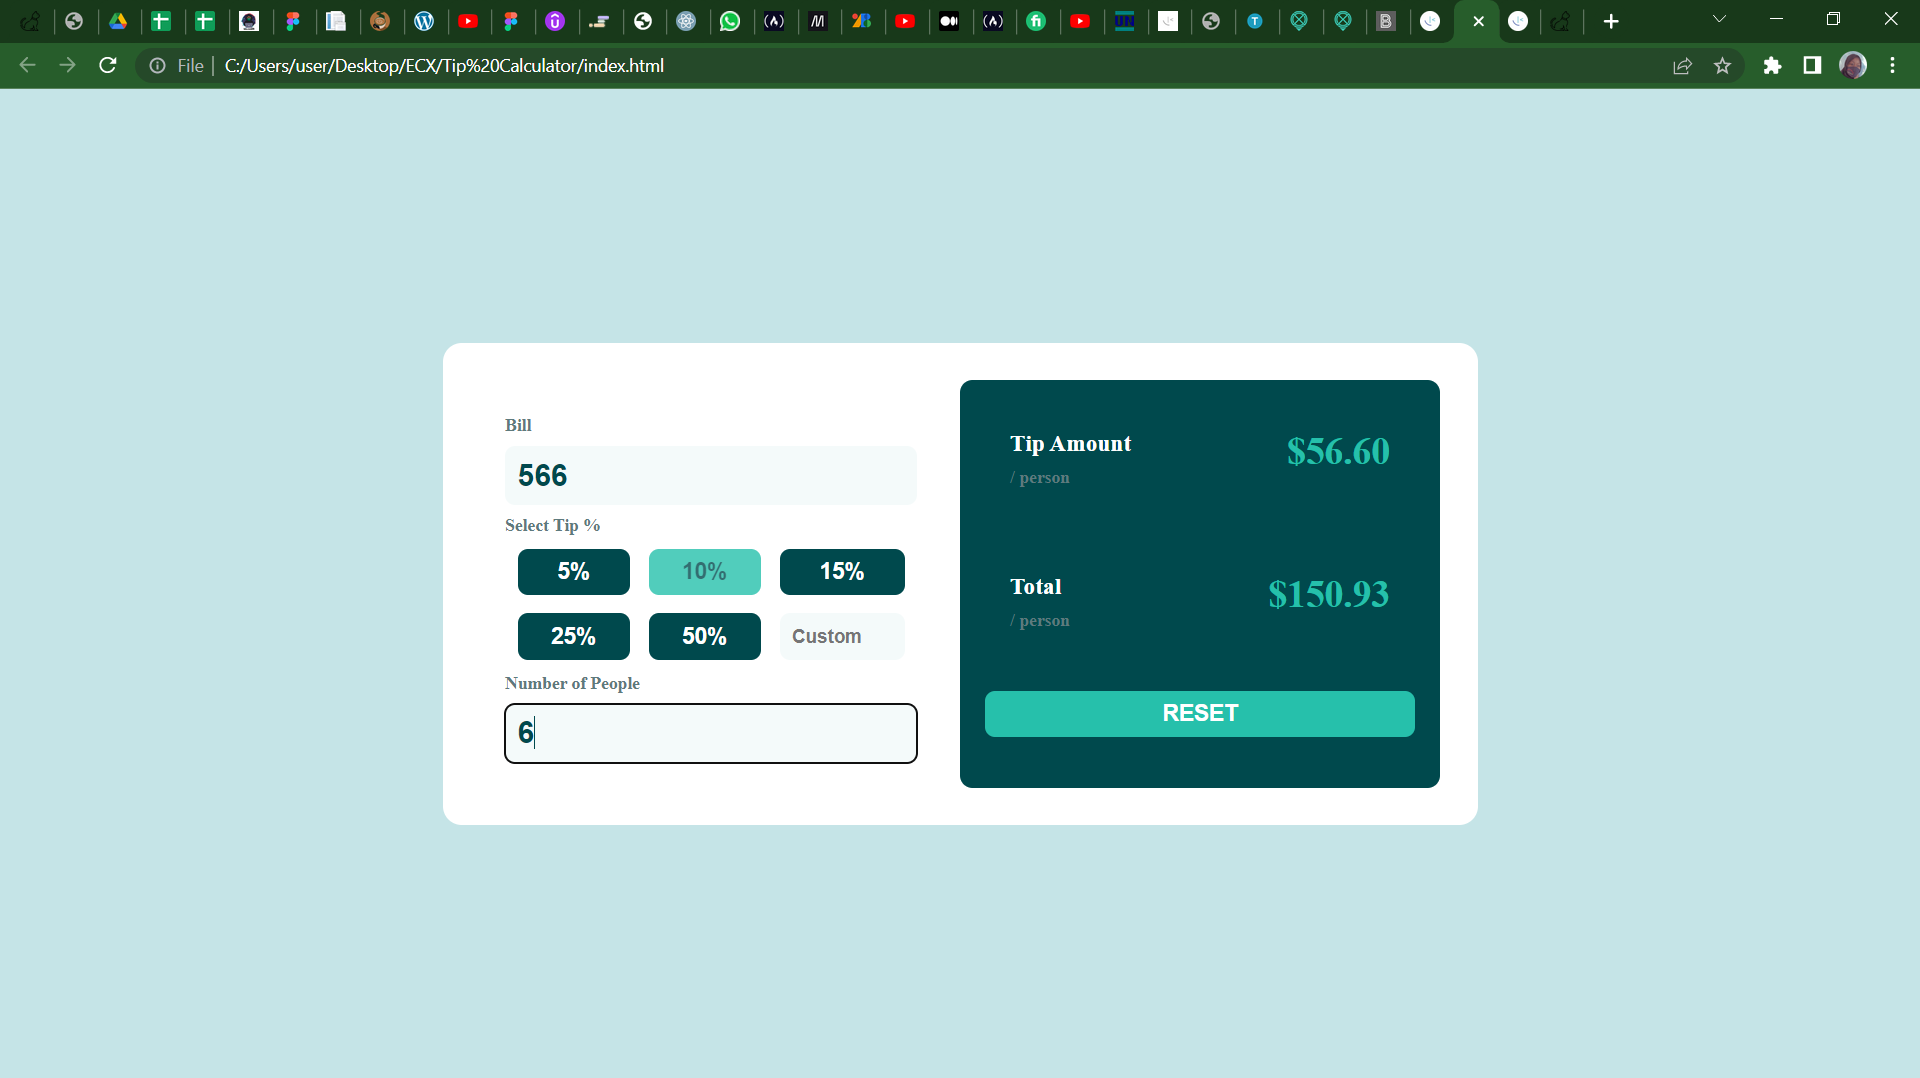 File
C:/Users/user/Desktop/ECX/Tip%20Calculator/index.html
Bill
566
Select Tip %
5% 10% 15%
25% 50% Custom
Number of People
6
Tip Amount
/ person
$56.60
Total
/ person
$150.93
RESET